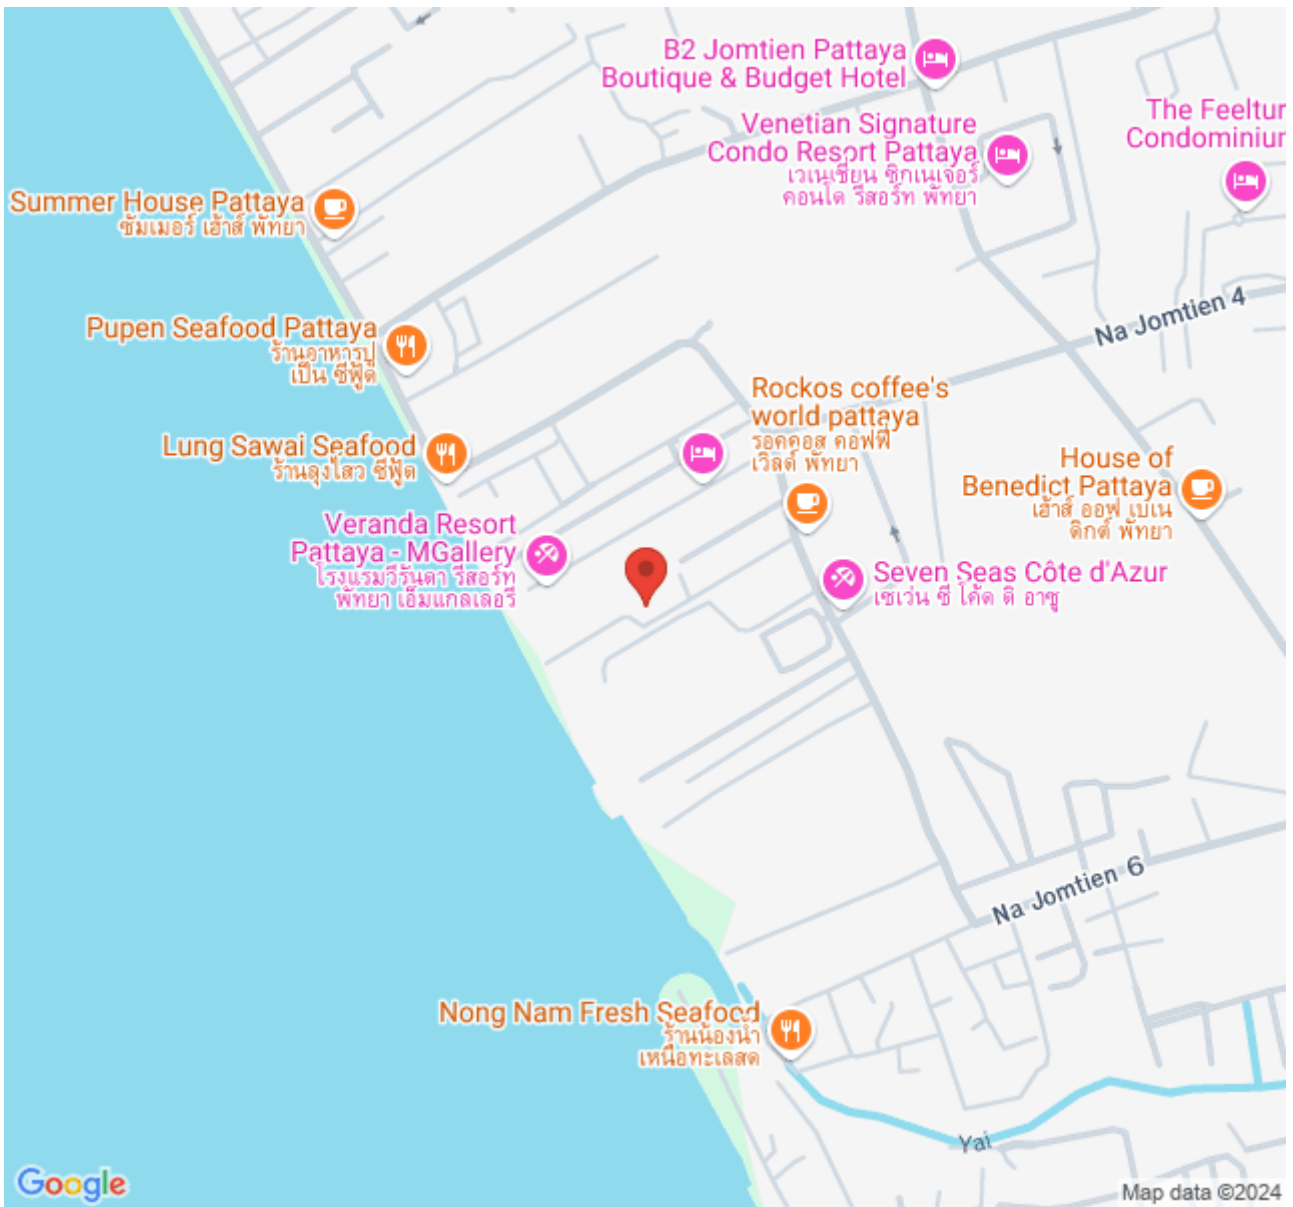 B2 Jomtien Pattaya
Boutique & Budget Hotel
The Feeltur
Condominiur
Venetian Signature
Condo Resort Pattaya
เวเนเชี่ยน ซิกเนเจอร์
คอนโด รีสอร์ท พัทยา
Summer House Pattaya
ซัมเมอร์ เฮ้าส์ พัทยา
Na Jomtien 4
Pupen Seafood Pattaya
ร้านอาหารปู
เป็น ซีฟู้ด
Rockos coffee's
world pattaya
รอคคอส คอฟฟี่
เวิลด์ พัทยา
Lung Sawai Seafood
ร้านลุงไสว ซีฟู้ด
House of
Benedict Pattaya
เฮ้าส์ ออฟ เบเน
ดิกต์ พัทยา
Veranda Resort
Pattaya - MGallery
โรงแรมวีรันดา รีสอร์ท
พัทยา เอ็มแกลเลอรี
Seven Seas Côte d'Azur
เซเว่น ซี โค้ด ดิ อาซู
Na Jomtien 6
Nong Nam Fresh Seafood
ร้านน้องน้ำ
เหนือทะเลสด
Yai
Google
Map data ©2024